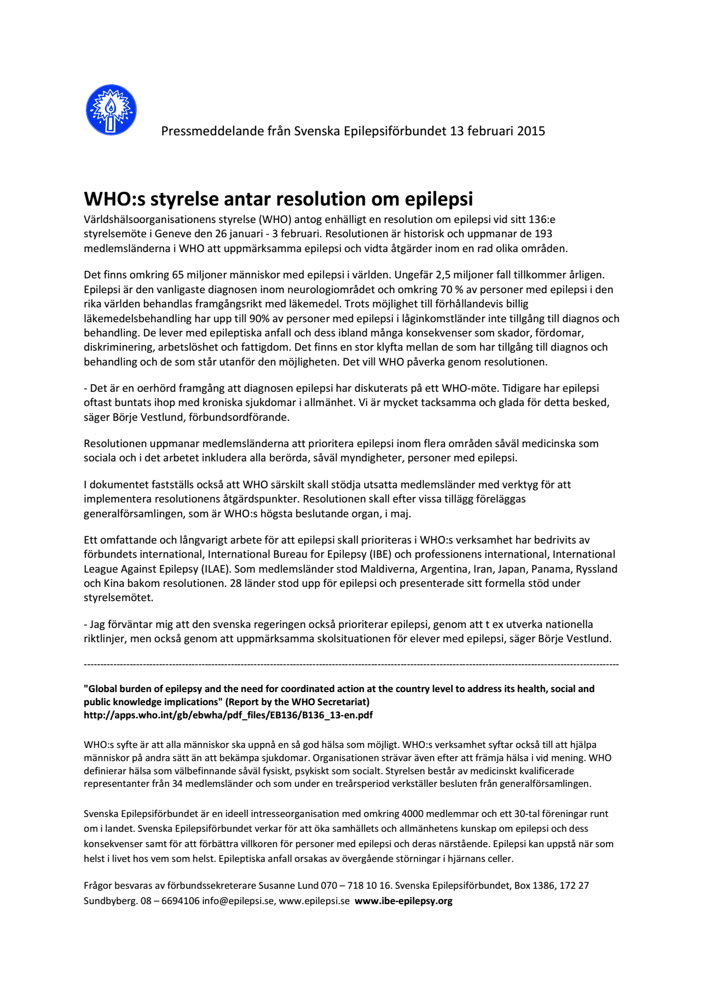 Pressmeddelande från Svenska Epilepsiförbundet 13 februari 2015
WHO:s styrelse antar resolution om epilepsi
Världshälsoorganisationens styrelse (WHO) antog enhälligt en resolution om epilepsi vid sitt 136:e
styrelsemöte i Geneve den 26 januari - 3 februari. Resolutionen är historisk och uppmanar de 193
medlemsländerna i WHO att uppmärksamma epilepsi och vidta åtgärder inom en rad olika områden.
Det finns omkring 65 miljoner människor med epilepsi i världen. Ungefär 2,5 miljoner fall tillkommer årligen.
Epilepsi är den vanligaste diagnosen inom neurologiområdet och omkring 70 % av personer med epilepsi i den
rika världen behandlas framgångsrikt med läkemedel. Trots möjlighet till förhållandevis billig
läkemedelsbehandling har upp till 90% av personer med epilepsi i låginkomstländer inte tillgång till diagnos och
behandling. De lever med epileptiska anfall och dess ibland många konsekvenser som skador, fördomar,
diskriminering, arbetslöshet och fattigdom. Det finns en stor klyfta mellan de som har tillgång till diagnos och
behandling och de som står utanför den möjligheten. Det vill WHO påverka genom resolutionen.
- Det är en oerhörd framgång att diagnosen epilepsi har diskuterats på ett WHO-möte. Tidigare har epilepsi
oftast buntats ihop med kroniska sjukdomar i allmänhet. Vi är mycket tacksamma och glada för detta besked,
säger Börje Vestlund, förbundsordförande.
Resolutionen uppmanar medlemsländerna att prioritera epilepsi inom flera områden såväl medicinska som
sociala och i det arbetet inkludera alla berörda, såväl myndigheter, personer med epilepsi.
I dokumentet fastställs också att WHO särskilt skall stödja utsatta medlemsländer med verktyg för att
implementera resolutionens åtgärdspunkter. Resolutionen skall efter vissa tillägg föreläggas
generalförsamlingen, som är WHO:s högsta beslutande organ, i maj.
Ett omfattande och långvarigt arbete för att epilepsi skall prioriteras i WHO:s verksamhet har bedrivits av
förbundets international, International Bureau for Epilepsy (IBE) och professionens international, International
League Against Epilepsy (ILAE). Som medlemsländer stod Maldiverna, Argentina, Iran, Japan, Panama, Ryssland
och Kina bakom resolutionen. 28 länder stod upp för epilepsi och presenterade sitt formella stöd under
styrelsemötet.
- Jag förväntar mig att den svenska regeringen också prioriterar epilepsi, genom att t ex utverka nationella
riktlinjer, men också genom att uppmärksamma skolsituationen för elever med epilepsi, säger Börje Vestlund.
-------------------------------------------------------------------------------------------------------------------------------------------------------------------
"Global burden of epilepsy and the need for coordinated action at the country level to address its health, social and
public knowledge implications" (Report by the WHO Secretariat)
http://apps.who.int/gb/ebwha/pdf_files/EB136/B136_13-en.pdf
WHO:s syfte är att alla människor ska uppnå en så god hälsa som möjligt. WHO:s verksamhet syftar också till att hjälpa
människor på andra sätt än att bekämpa sjukdomar. Organisationen strävar även efter att främja hälsa i vid mening. WHO
definierar hälsa som välbefinnande såväl fysiskt, psykiskt som socialt. Styrelsen består av medicinskt kvalificerade
representanter från 34 medlemsländer och som under en treårsperiod verkställer besluten från generalförsamlingen.
Svenska Epilepsiförbundet är en ideell intresseorganisation med omkring 4000 medlemmar och ett 30-tal föreningar runt
om i landet. Svenska Epilepsiförbundet verkar för att öka samhällets och allmänhetens kunskap om epilepsi och dess
konsekvenser samt för att förbättra villkoren för personer med epilepsi och deras närstående. Epilepsi kan uppstå när som
helst i livet hos vem som helst. Epileptiska anfall orsakas av övergående störningar i hjärnans celler.
Frågor besvaras av förbundssekreterare Susanne Lund 070 – 718 10 16. Svenska Epilepsiförbundet, Box 1386, 172 27
Sundbyberg. 08 – 6694106 info@epilepsi.se, www.epilepsi.se www.ibe-epilepsy.org